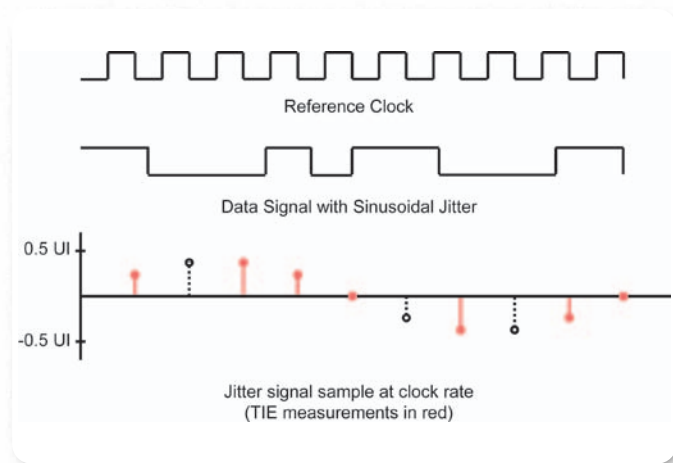 Reference Clock
Data Signal with Sinusoidal Jitter
0.5 UI
-0.5 UI
Jitter signal sample at clock rate
(TIE measurements in red)